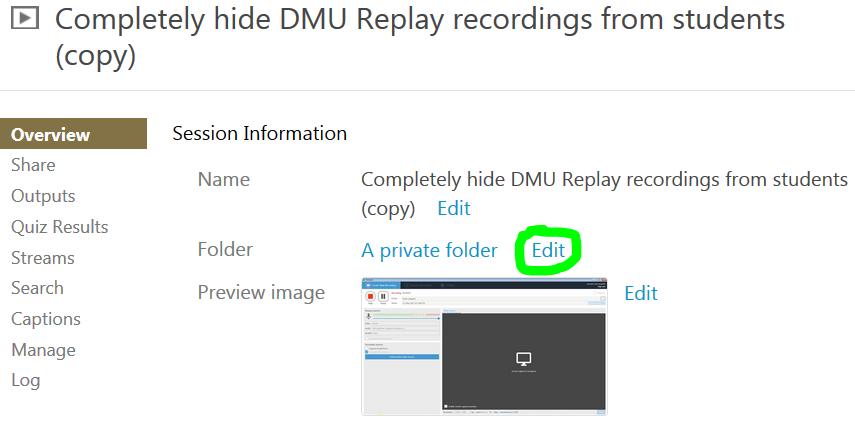 Completely hide DMU Replay recordings from students
(copy)
Overview
Share
Outputs
Quiz Results
Streams
Search
Captions
Manage
Log
Session Information
Name
Completely hide DMU Replay recordings from students
(copy) Edit
Folder
A private folder Edit
Preview image
Edit